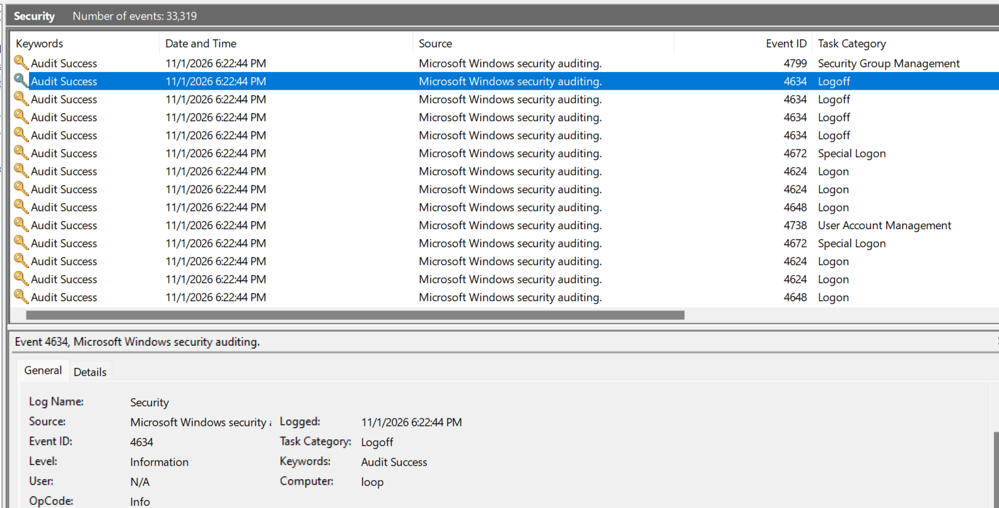 Security Number of events: 33,319
Keywords Date and Time Source Event ID Task Category
Audit Success 11/1/2026 6:22:44 PM Microsoft Windows security auditing. 4799 Security Group Management
Audit Success 11/1/2026 6:22:44 PM Microsoft Windows security auditing. 4634 Logoff
Audit Success 11/1/2026 6:22:44 PM Microsoft Windows security auditing. 4634 Logoff
Audit Success 11/1/2026 6:22:44 PM Microsoft Windows security auditing. 4634 Logoff
Audit Success 11/1/2026 6:22:44 PM Microsoft Windows security auditing. 4634 Logoff
Audit Success 11/1/2026 6:22:44 PM Microsoft Windows security auditing. 4672 Special Logon
Audit Success 11/1/2026 6:22:44 PM Microsoft Windows security auditing. 4624 Logon
Audit Success 11/1/2026 6:22:44 PM Microsoft Windows security auditing. 4624 Logon
Audit Success 11/1/2026 6:22:44 PM Microsoft Windows security auditing. 4648 Logon
Audit Success 11/1/2026 6:22:44 PM Microsoft Windows security auditing. 4738 User Account Management
Audit Success 11/1/2026 6:22:44 PM Microsoft Windows security auditing. 4672 Special Logon
Audit Success 11/1/2026 6:22:44 PM Microsoft Windows security auditing. 4624 Logon
Audit Success 11/1/2026 6:22:44 PM Microsoft Windows security auditing. 4624 Logon
Audit Success 11/1/2026 6:22:44 PM Microsoft Windows security auditing. 4648 Logon
Event 4634, Microsoft Windows security auditing.
General Details
Log Name: Security
Source: Microsoft Windows security Logged: 11/1/2026 6:22:44 PM
Event ID: 4634 Task Category: Logoff
Level: Information Keywords: Audit Success
User: N/A Computer: loop
OpCode: Info